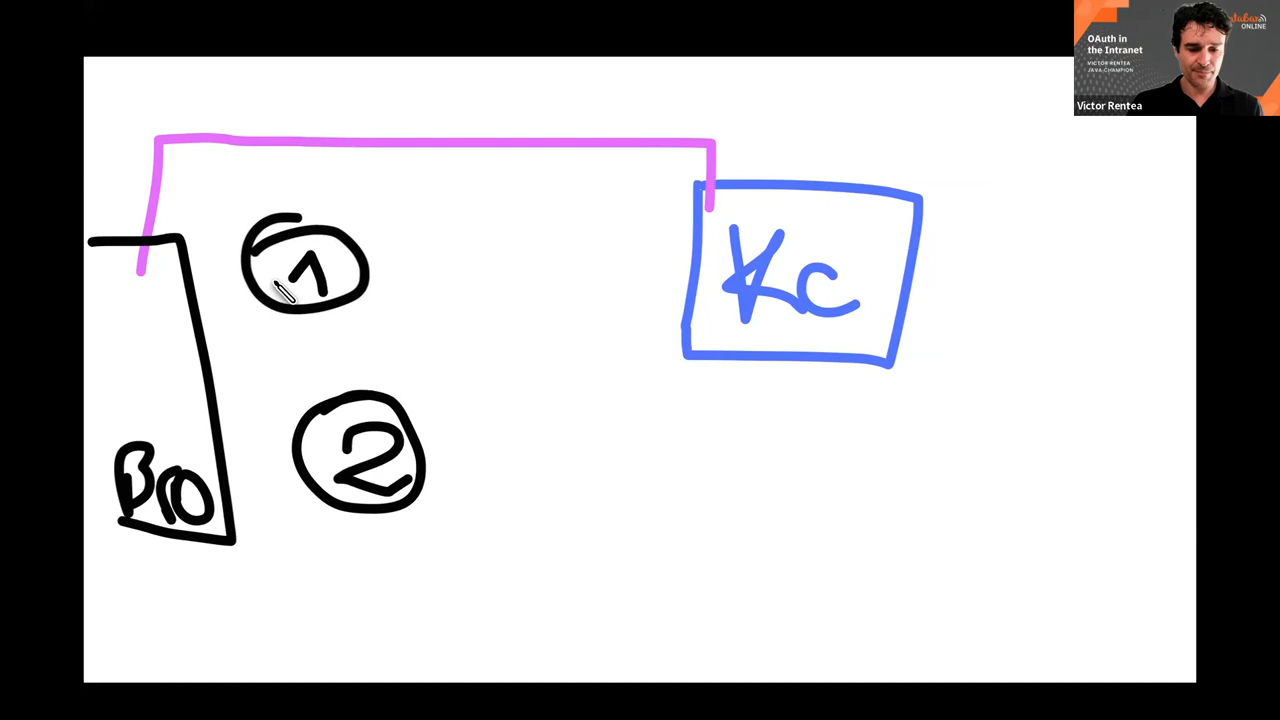 OAuth in
the Intranet
VICTOR RENTEA
JAVA CHAMPION
ONLINE
Victor Rentea
1
KC
2
Bro